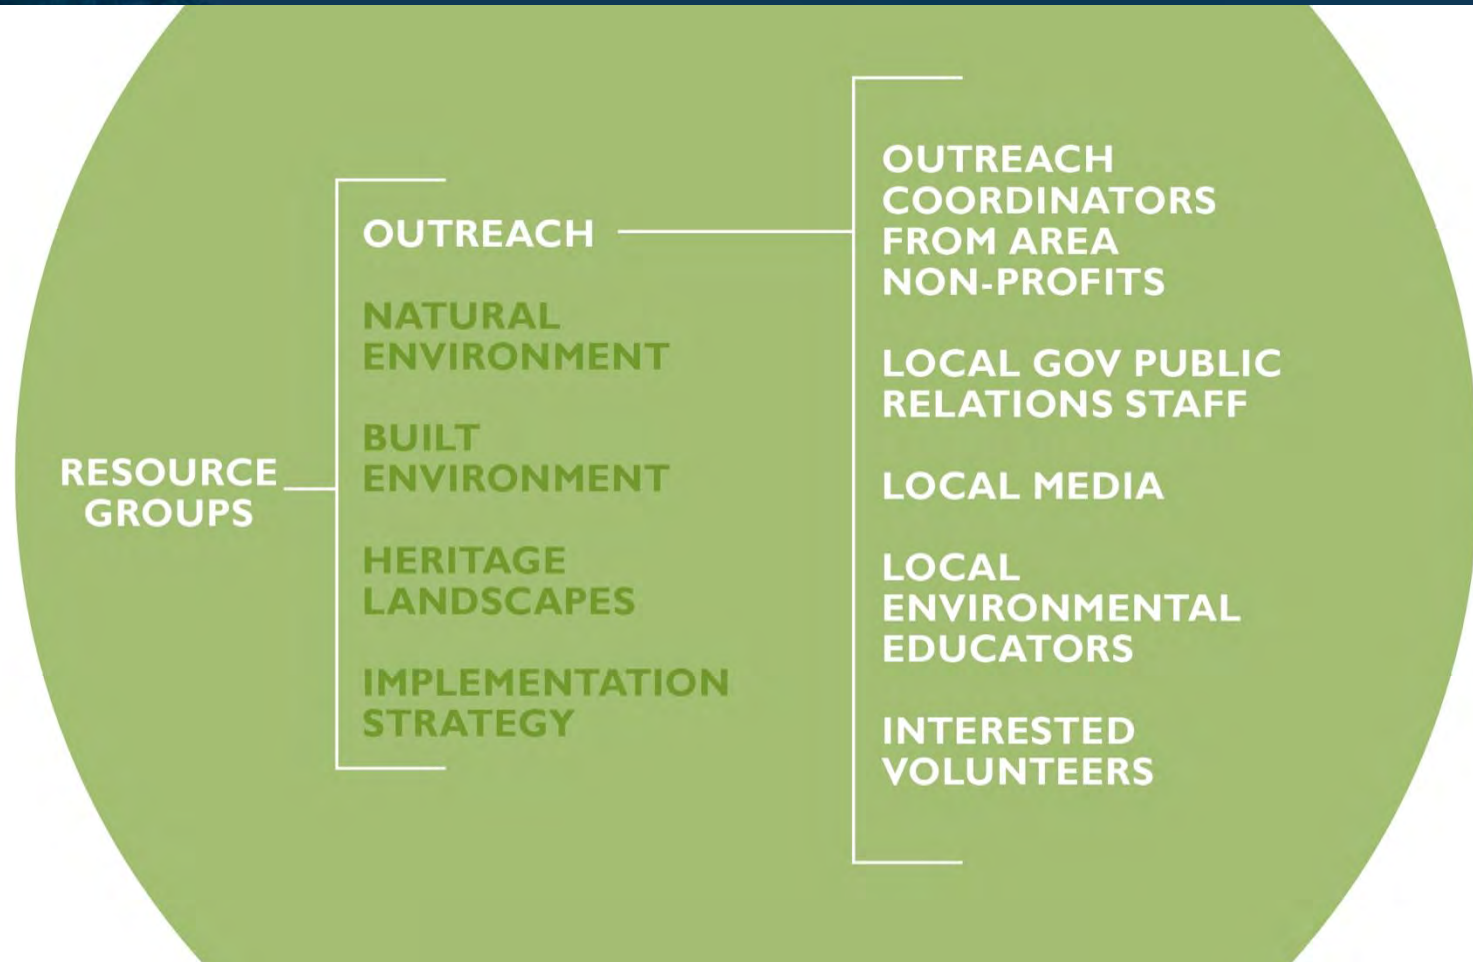 RESOURCE
GROUPS
OUTREACH
NATURAL
ENVIRONMENT
BUILT
ENVIRONMENT
HERITAGE
LANDSCAPES
IMPLEMENTATION
STRATEGY
OUTREACH
COORDINATORS
FROM AREA
NON-PROFITS
LOCAL GOV PUBLIC
RELATIONS STAFF
LOCAL MEDIA
LOCAL
ENVIRONMENTAL
EDUCATORS
INTERESTED
VOLUNTEERS